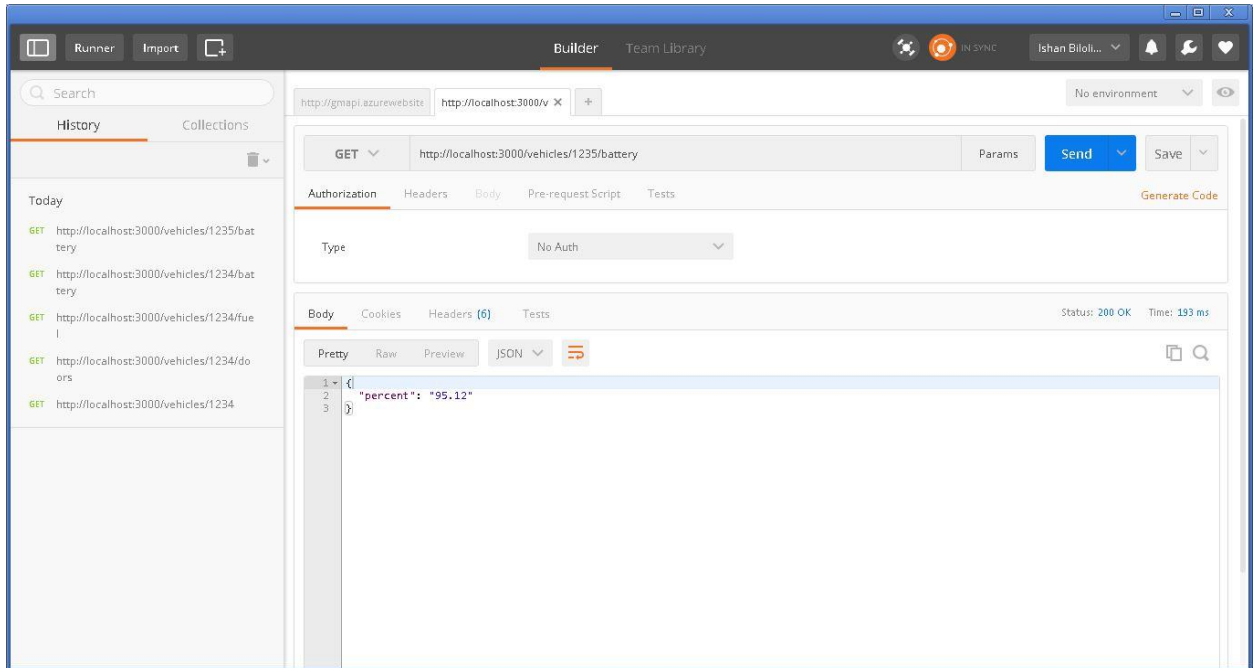 Runner Import Builder Team Library IN SYNC Ishan Biloli...
Search
History Collections
Today
GET http://localhost:3000/vehicles/1235/bat
tery
GET http://localhost:3000/vehicles/1234/bat
tery
GET http://localhost:3000/vehicles/1234/fue
l
GET http://localhost:3000/vehicles/1234/do
ors
GET http://localhost:3000/vehicles/1234
http://gmapi.azurewebsite http://localhost:3000/v X + No environment
GET http://localhost:3000/vehicles/1235/battery Params Send Save
Authorization Headers Body Pre-request Script Tests Generate Code
Type No Auth
Body Cookies Headers (6) Tests Status: 200 OK Time: 193 ms
Pretty Raw Preview JSON
1 {
2 "percent": "95.12"
3 }